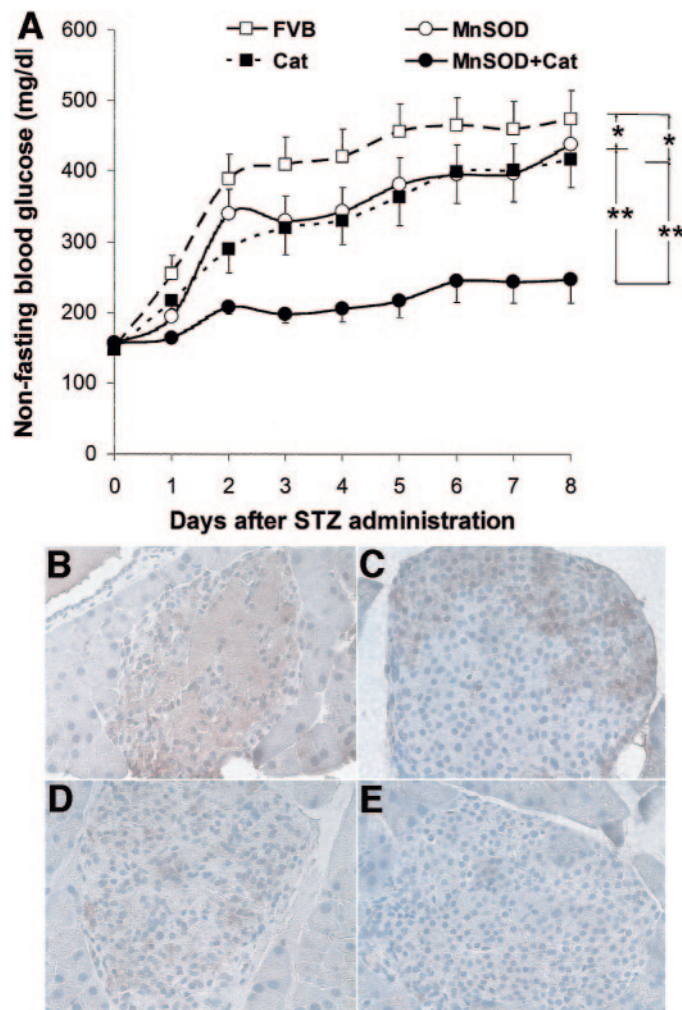 A
FVB MnSOD
Cat MnSOD+Cat
Non-fasting blood glucose (mg/dl)
600
500
400
300
200
100
0
* *
** **
0 1 2 3 4 5 6 7 8
Days after STZ administration
B C
D E